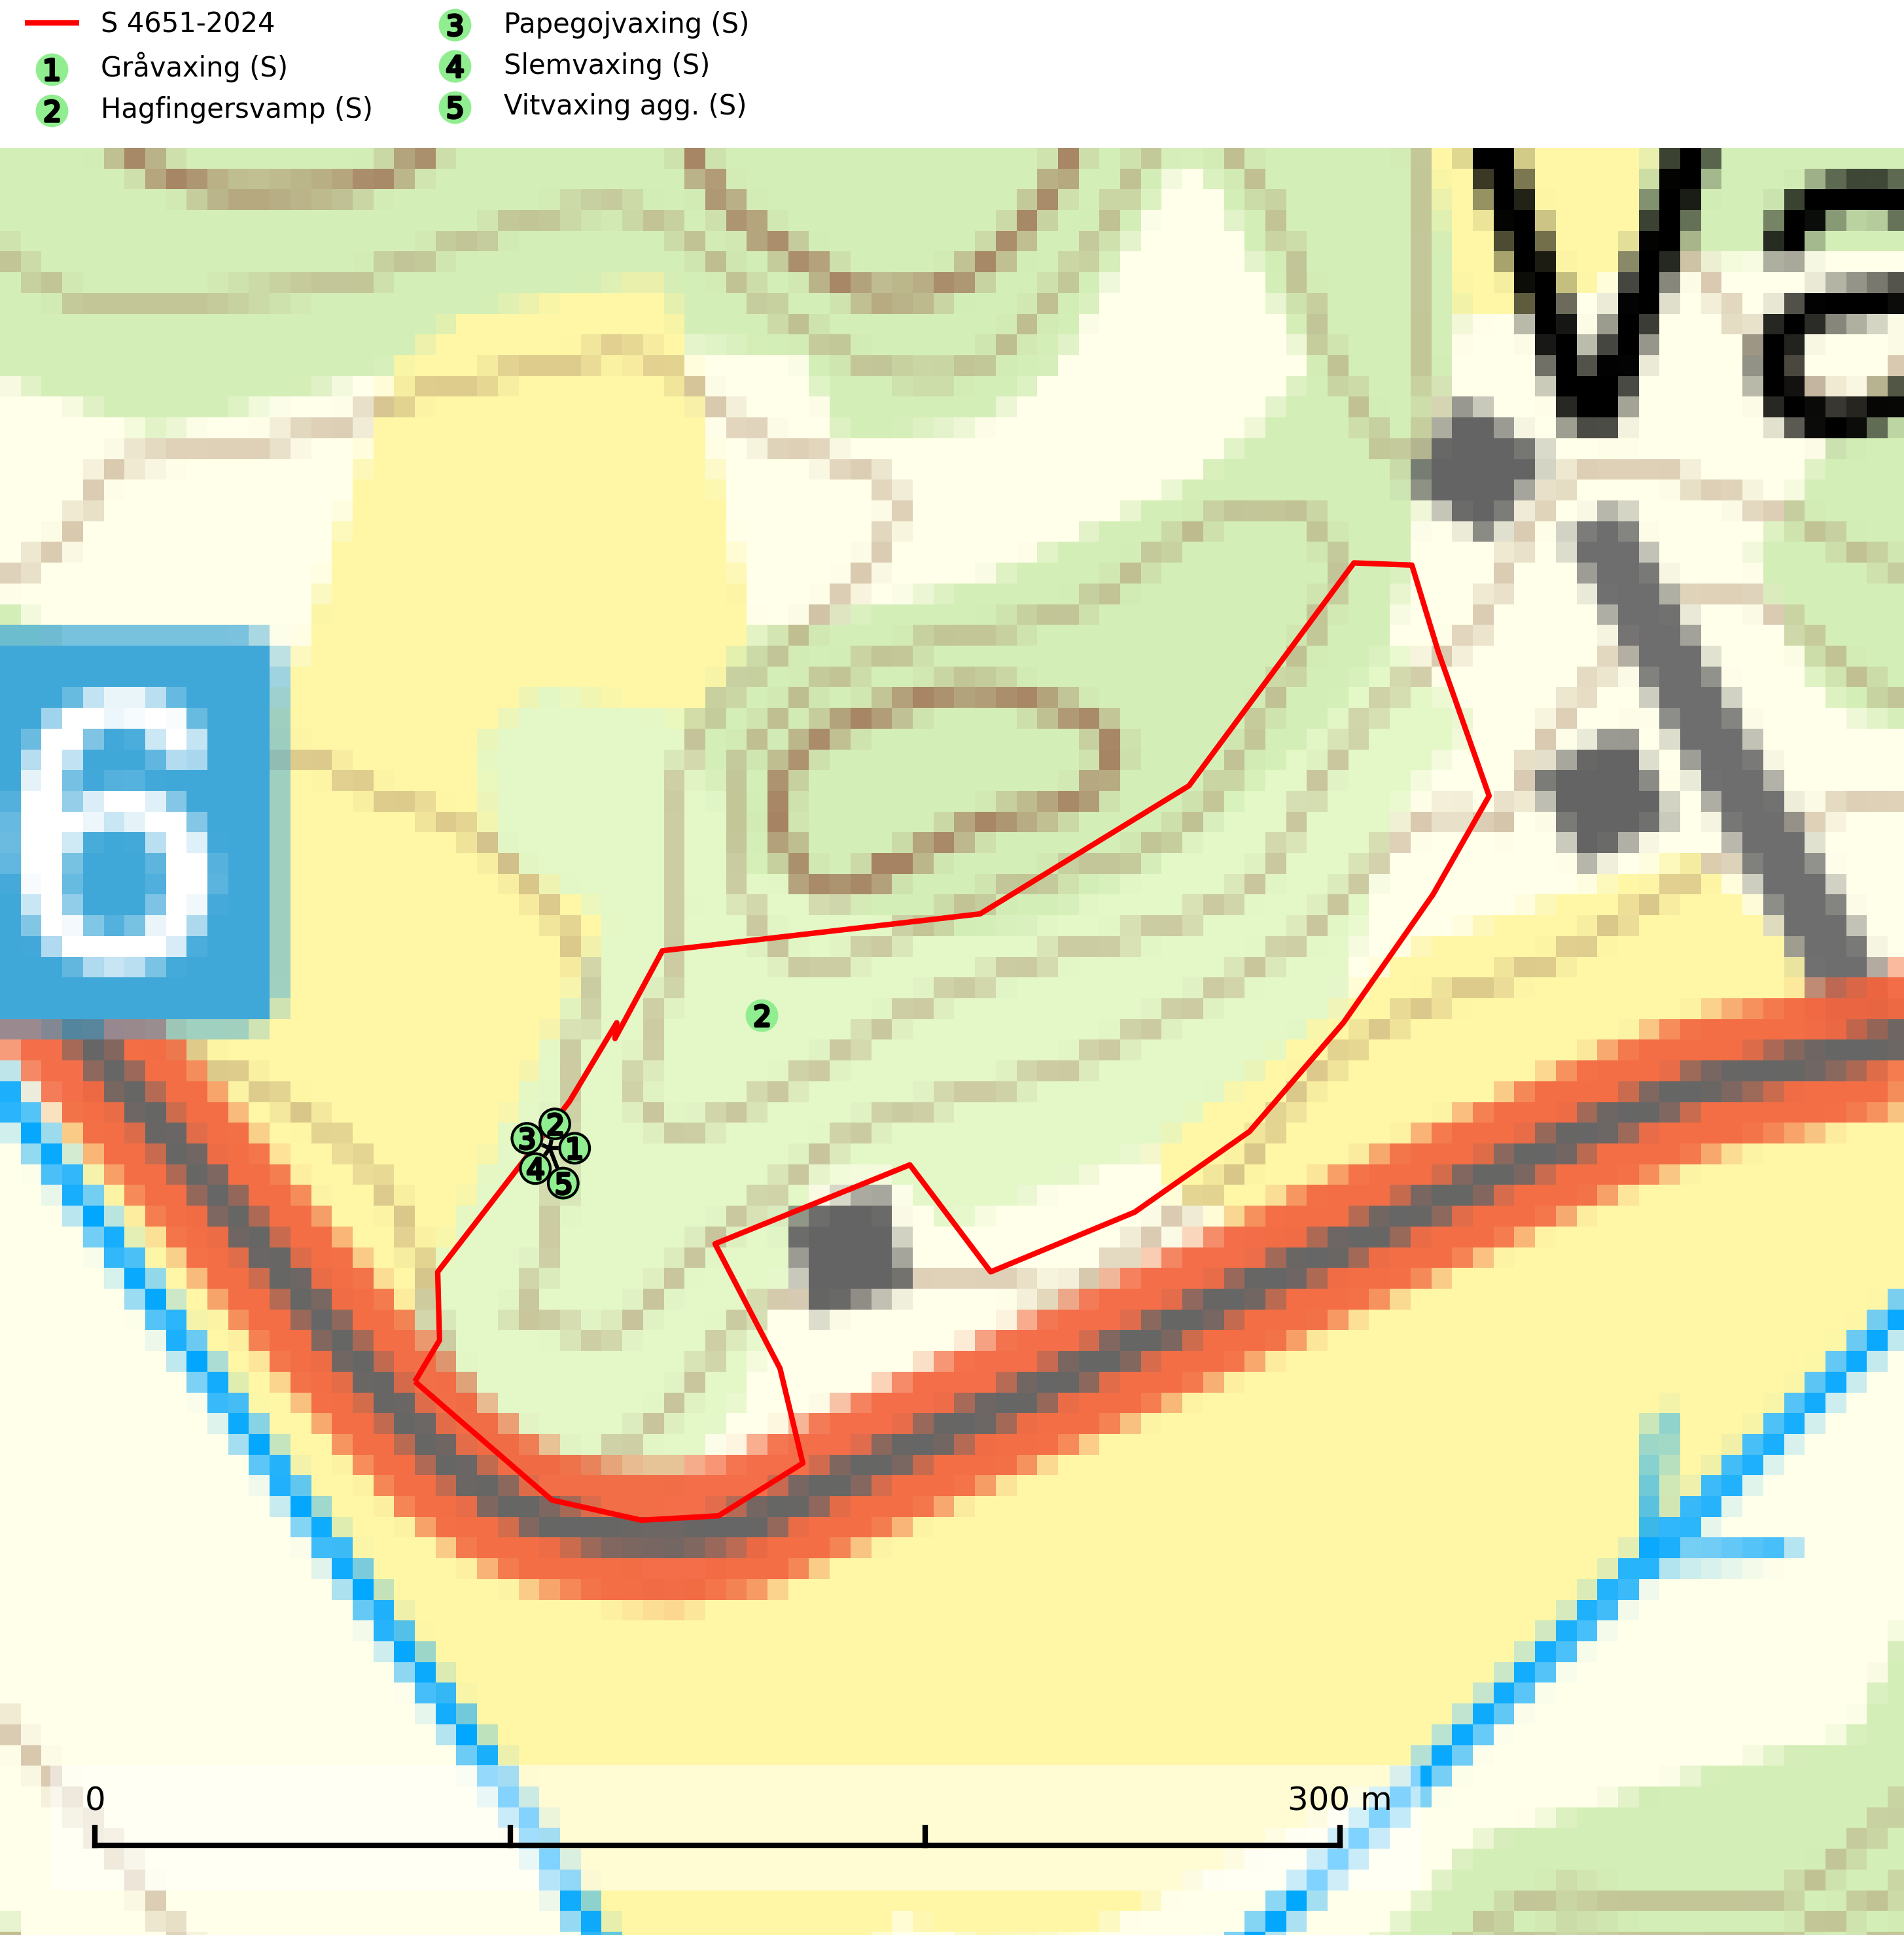 S 4651-2024
1 Gråvaxing (S)
2 Hagfingersvamp (S)
3 Papegojvaxing (S)
4 Slemvaxing (S)
5 Vitvaxing agg. (S)
6
2
2
3
1
4
5
0 300 m